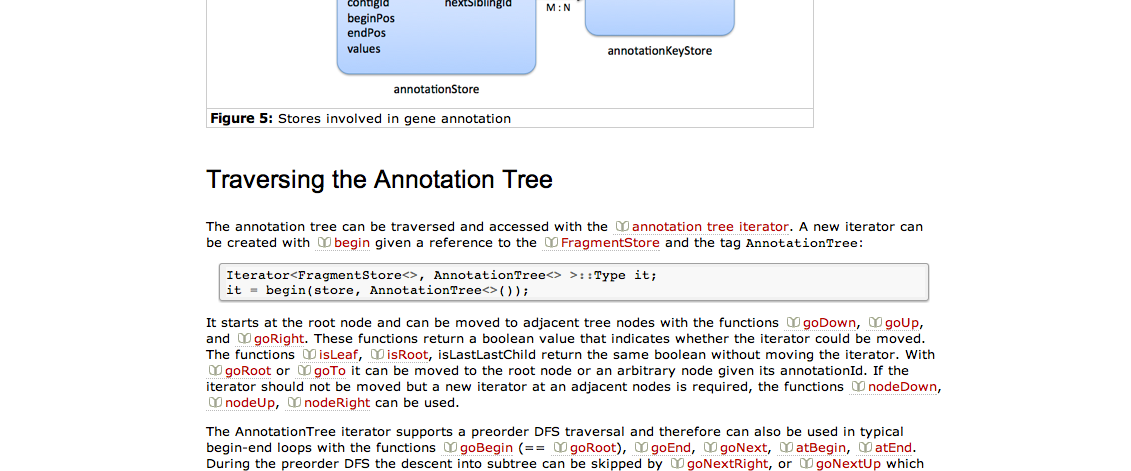 contigId nextSiblingId M : N
beginPos
endPos
values
annotationKeyStore
annotationStore
Figure 5: Stores involved in gene annotation
Traversing the Annotation Tree
The annotation tree can be traversed and accessed with the annotation tree iterator. A new iterator can
be created with begin given a reference to the FragmentStore and the tag AnnotationTree:
Iterator<FragmentStore<>, AnnotationTree<> >::Type it;
it = begin(store, AnnotationTree<>());
It starts at the root node and can be moved to adjacent tree nodes with the functions goDown, goUp,
and goRight. These functions return a boolean value that indicates whether the iterator could be moved.
The functions isLeaf, isRoot, isLastLastChild return the same boolean without moving the iterator. With
goRoot or goTo it can be moved to the root node or an arbitrary node given its annotationId. If the
iterator should not be moved but a new iterator at an adjacent nodes is required, the functions nodeDown,
nodeUp, nodeRight can be used.
The AnnotationTree iterator supports a preorder DFS traversal and therefore can also be used in typical
begin-end loops with the functions goBegin (== goRoot), goEnd, goNext, atBegin, atEnd.
During the preorder DFS the descent into subtree can be skipped by goNextRight, or goNextUp which